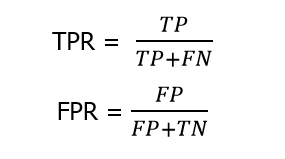 TPR = TP / TP+FN
FPR = FP / FP+TN